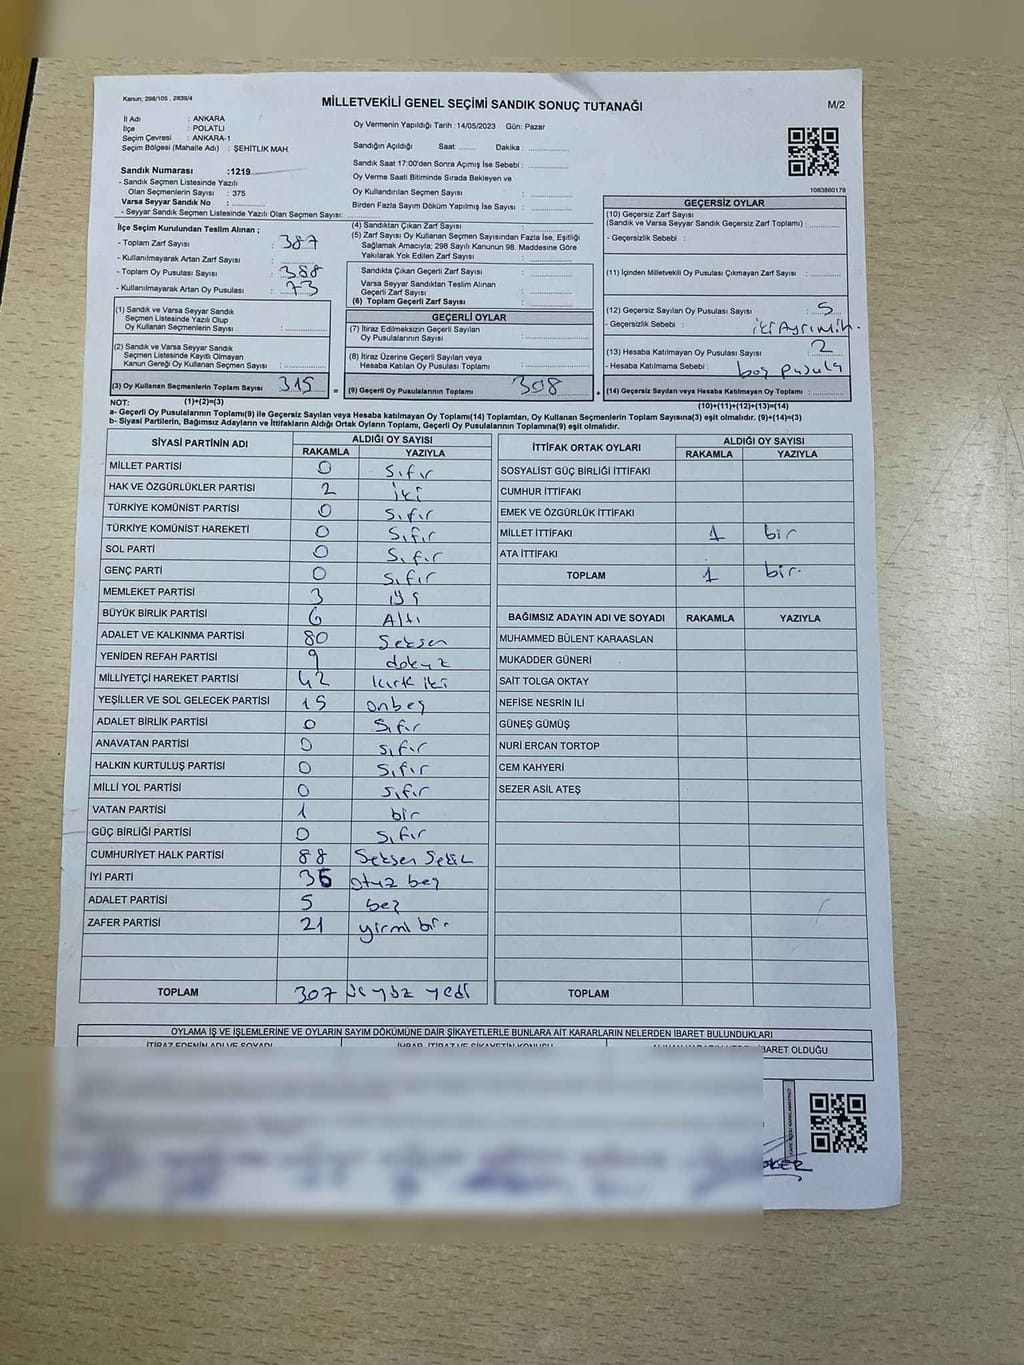 Kanun; 298/105 , 2839/4
MİLLETVEKİLİ GENEL SEÇİMİ SANDIK SONUÇ TUTANAĞI
M/2
İl Adı : ANKARA
İlçe : POLATLI
Seçim Çevresi : ANKARA-1
Seçim Bölgesi (Mahalle Adı) : ŞEHİTLİK MAH.
Sandık Numarası :1219
- Sandık Seçmen Listesinde Yazılı
Olan Seçmenlerin Sayısı : 375
Varsa Seyyar Sandık No :
- Seyyar Sandık Seçmen Listesinde Yazılı Olan Seçmen Sayısı:
Oy Vermenin Yapıldığı Tarih :14/05/2023 Gün: Pazar
Sandığın Açıldığı Saat: Dakika :
Sandık Saat 17:00'den Sonra Açımış İse Sebebi :
Oy Verme Saati Bitiminde Sırada Bekleyen ve
Oy Kullandırılan Seçmen Sayısı :
Birden Fazla Sayım Döküm Yapılmış İse Sayısı :
1083860178
İlçe Seçim Kurulundan Teslim Alınan ;
- Toplam Zarf Sayısı : 387
- Kullanılmayarak Artan Zarf Sayısı :
- Toplam Oy Pusulası Sayısı : 388
- Kullanılmayarak Artan Oy Pusulası : 73
(4) Sandıktan Çıkan Zarf Sayısı :
(5) Zarf Sayısı Oy Kullanan Seçmen Sayısından Fazla İse, Eşitliği
Sağlamak Amacıyla; 298 Sayılı Kanunun 98. Maddesine Göre
Yakılarak Yok Edilen Zarf Sayısı :
Sandıkta Çıkan Geçerli Zarf Sayısı :
Varsa Seyyar Sandıktan Teslim Alınan
Geçerli Zarf Sayısı :
(6) Toplam Geçerli Zarf Sayısı :
GEÇERSİZ OYLAR
(10) Geçersiz Zarf Sayısı
(Sandık ve Varsa Seyyar Sandık Geçersiz Zarf Toplamı) :
- Geçersizlik Sebebi :
(11) İçinden Milletvekili Oy Pusulası Çıkmayan Zarf Sayısı :
(12) Geçersiz Sayılan Oy Pusulası Sayısı : 5
- Geçersizlik Sebebi :
(13) Hesaba Katılmayan Oy Pusulası Sayısı : 2
- Hesaba Katılmama Sebebi : boş pusula
(14) Geçersiz Sayılan veya Hesaba Katılmayan Oy Toplamı :
(1) Sandık ve Varsa Seyyar Sandık
Seçmen Listesinde Yazılı Olup
Oy Kullanan Seçmenlerin Sayısı :
(2) Sandık ve Varsa Seyyar Sandık
Seçmen Listesinde Kayıtlı Olmayan
Kanun Gereği Oy Kullanan Seçmen Sayısı :
(3) Oy Kullanan Seçmenlerin Toplam Sayısı : 315 =
GEÇERLİ OYLAR
(7) İtiraz Edilmeksizin Geçerli Sayılan
Oy Pusulalarının Sayısı :
(8) İtiraz Üzerine Geçerli Sayılan veya
Hesaba Katılan Oy Pusulası Toplamı :
(9) Geçerli Oy Pusulalarının Toplamı : 308 +
NOT: (1)+(2)=(3)
(10)+(11)+(12)+(13)=(14)
a- Geçerli Oy Pusulaları Toplamı(9) ile Geçersiz Sayılan veya Hesaba katılmayan Oy Toplamı(14) Toplamları, Oy Kullanan Seçmenlerin Toplam Sayısına(3) eşit olmalıdır. (9)+(14)=(3)
b- Siyasi Partilerin, Bağımsız Adayların ve İttifakların Aldığı Ortak Oyların Toplamı, Geçerli Oy Pusulalarının Toplamına(9) eşit olmalıdır.
SİYASİ PARTİNİN ADI ALDIĞI OY SAYISI
RAKAMLA YAZIYLA
MİLLET PARTİSİ 0 Sıfır
HAK VE ÖZGÜRLÜKLER PARTİSİ 2 iki
TÜRKİYE KOMÜNİST PARTİSİ 0 Sıfır
TÜRKİYE KOMÜNİST HAREKETİ 0 Sıfır
SOL PARTİ 0 Sıfır
GENÇ PARTİ 0 Sıfır
MEMLEKET PARTİSİ 3 üç
BÜYÜK BİRLİK PARTİSİ 6 Altı
ADALET VE KALKINMA PARTİSİ 80 Seksen
YENİDEN REFAH PARTİSİ 9 dokuz
MİLLİYETÇİ HAREKET PARTİSİ 42 kırk iki
YEŞİLLER VE SOL GELECEK PARTİSİ 15 onbeş
ADALET BİRLİK PARTİSİ 0 Sıfır
ANAVATAN PARTİSİ 0 Sıfır
HALKIN KURTULUŞ PARTİSİ 0 Sıfır
MİLLİ YOL PARTİSİ 0 Sıfır
VATAN PARTİSİ 1 bir
GÜÇ BİRLİĞİ PARTİSİ 0 Sıfır
CUMHURİYET HALK PARTİSİ 88 Seksen Sekiz
İYİ PARTİ 35 otuz beş
ADALET PARTİSİ 5 beş
ZAFER PARTİSİ 21 yirmi bir
TOPLAM 307 üç yüz yedi
İTTİFAK ORTAK OYLARI ALDIĞI OY SAYISI
RAKAMLA YAZIYLA
SOSYALİST GÜÇ BİRLİĞİ İTTİFAKI
CUMHUR İTTİFAKI
EMEK VE ÖZGÜRLÜK İTTİFAKI
MİLLET İTTİFAKI 1 bir
ATA İTTİFAKI
TOPLAM 1 bir.
BAĞIMSIZ ADAYIN ADI VE SOYADI RAKAMLA YAZIYLA
MUHAMMED BÜLENT KARAASLAN
MUKADDER GÜNERİ
SAİT TOLGA OKTAY
NEFİSE NESRİN İLİ
GÜNEŞ GÜMÜŞ
NURİ ERCAN TORTOP
CEM KAHYERİ
SEZER ASİL ATEŞ
TOPLAM
OYLAMA İŞ VE İŞLEMLERİNE VE OYLARIN SAYIM DÖKÜMÜNE DAİR ŞİKAYETLERLE BUNLARA AİT KARARLARIN NELERDEN İBARET BULUNDUKLARI
İTİRAZ EDENİN ADI VE SOYADI İHBAR, İTİRAZ VE ŞİKAYETİN KONUSU İBARET OLDUĞU